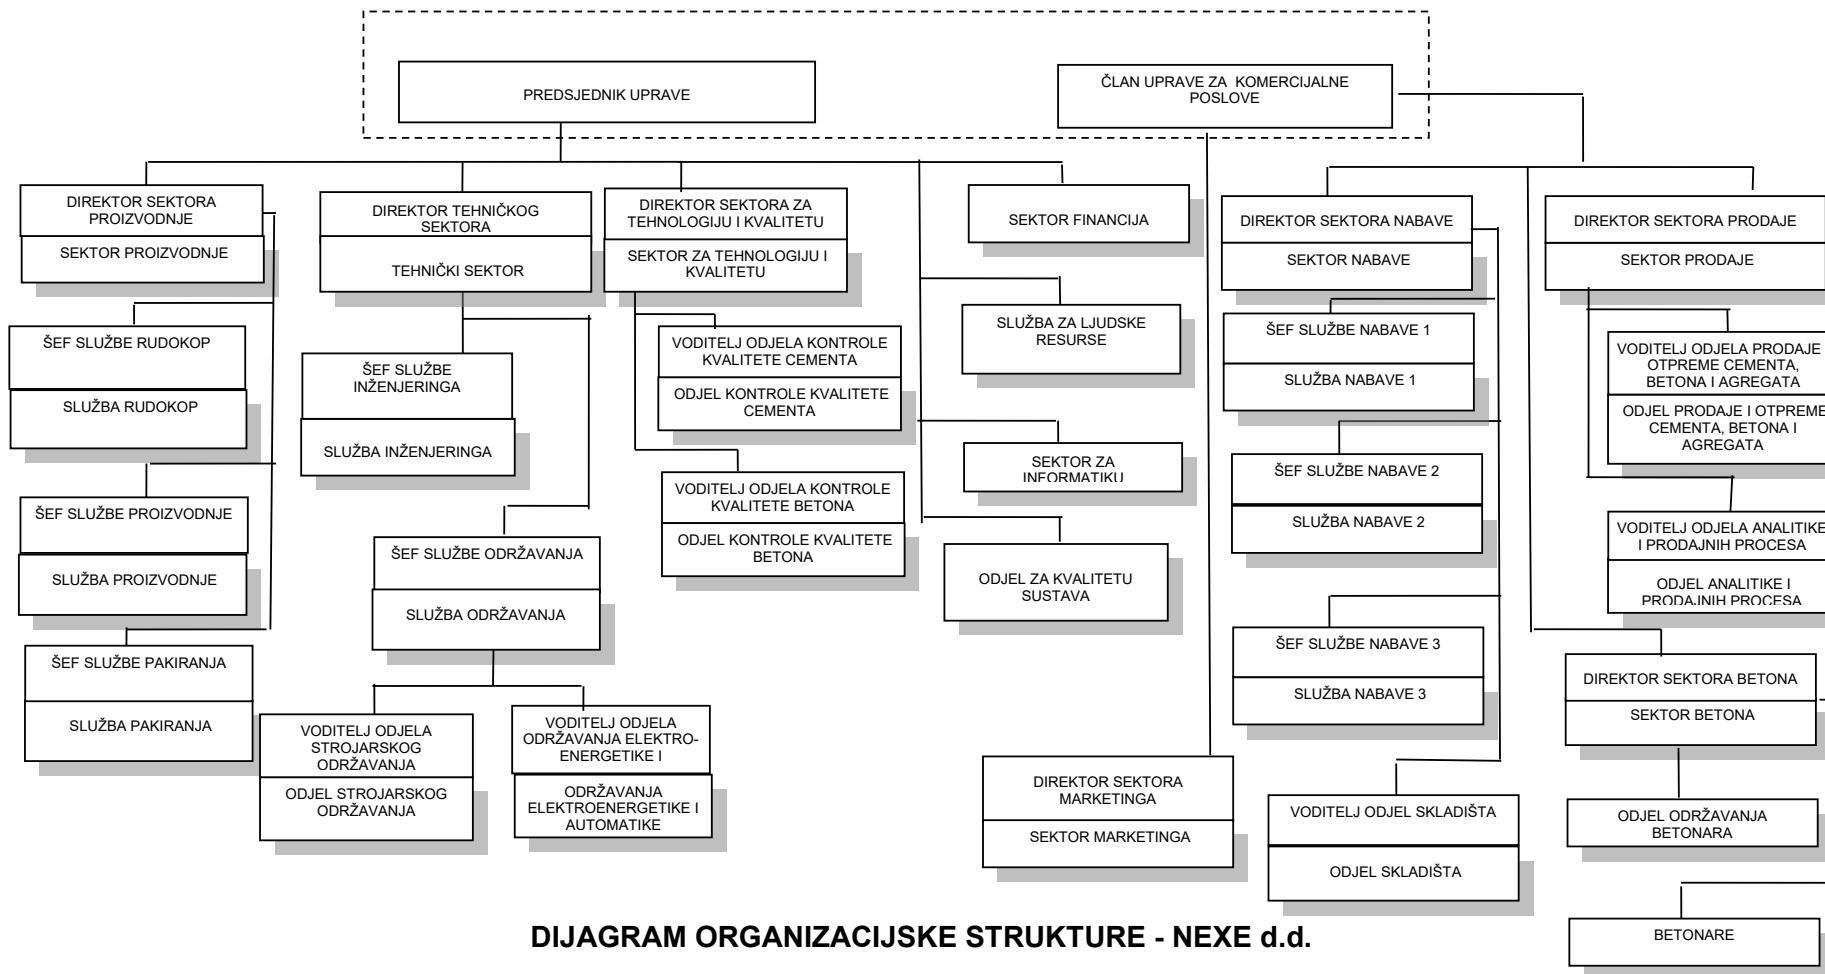 PREDSJEDNIK UPRAVE
ČLAN UPRAVE ZA KOMERCIJALNE
POSLOVE
DIREKTOR SEKTORA
PROIZVODNJE
SEKTOR PROIZVODNJE
DIREKTOR TEHNIČKOG
SEKTORA
TEHNIČKI SEKTOR
DIREKTOR SEKTORA ZA
TEHNOLOGIJU I KVALITETU
SEKTOR ZA TEHNOLOGIJU I
KVALITETU
SEKTOR FINANCIJA
DIREKTOR SEKTORA NABAVE
SEKTOR NABAVE
DIREKTOR SEKTORA PRODAJE
SEKTOR PRODAJE
ŠEF SLUŽBE RUDOKOP
SLUŽBA RUDOKOP
ŠEF SLUŽBE
INŽENJERINGA
SLUŽBA INŽENJERINGA
VODITELJ ODJELA KONTROLE
KVALITETE CEMENTA
ODJEL KONTROLE KVALITETE
CEMENTA
SLUŽBA ZA LJUDSKE
RESURSE
ŠEF SLUŽBE NABAVE 1
SLUŽBA NABAVE 1
VODITELJ ODJELA PRODAJE
OTPREME CEMENTA,
BETONA I AGREGATA
ODJEL PRODAJE I OTPREME
CEMENTA, BETONA I
AGREGATA
ŠEF SLUŽBE PROIZVODNJE
SLUŽBA PROIZVODNJE
ŠEF SLUŽBE ODRŽAVANJA
SLUŽBA ODRŽAVANJA
VODITELJ ODJELA KONTROLE
KVALITETE BETONA
ODJEL KONTROLE KVALITETE
BETONA
SEKTOR ZA
INFORMATIKU
ODJEL ZA KVALITETU
SUSTAVA
ŠEF SLUŽBE NABAVE 2
SLUŽBA NABAVE 2
VODITELJ ODJELA ANALITIKE
I PRODAJNIH PROCESA
ODJEL ANALITIKE I
PRODAJNIH PROCESA
ŠEF SLUŽBE PAKIRANJA
SLUŽBA PAKIRANJA
VODITELJ ODJELA
STROJARSKOG
ODRŽAVANJA
ODJEL STROJARSKOG
ODRŽAVANJA
VODITELJ ODJELA
ODRŽAVANJA ELEKTRO-
ENERGETIKE I
ODRŽAVANJA
ELEKTROENERGETIKE I
AUTOMATIKE
ŠEF SLUŽBE NABAVE 3
SLUŽBA NABAVE 3
DIREKTOR SEKTORA BETONA
SEKTOR BETONA
DIREKTOR SEKTORA
MARKETINGA
SEKTOR MARKETINGA
VODITELJ ODJEL SKLADIŠTA
ODJEL SKLADIŠTA
ODJEL ODRŽAVANJA
BETONARA
BETONARE
DIJAGRAM ORGANIZACIJSKE STRUKTURE - NEXE d.d.